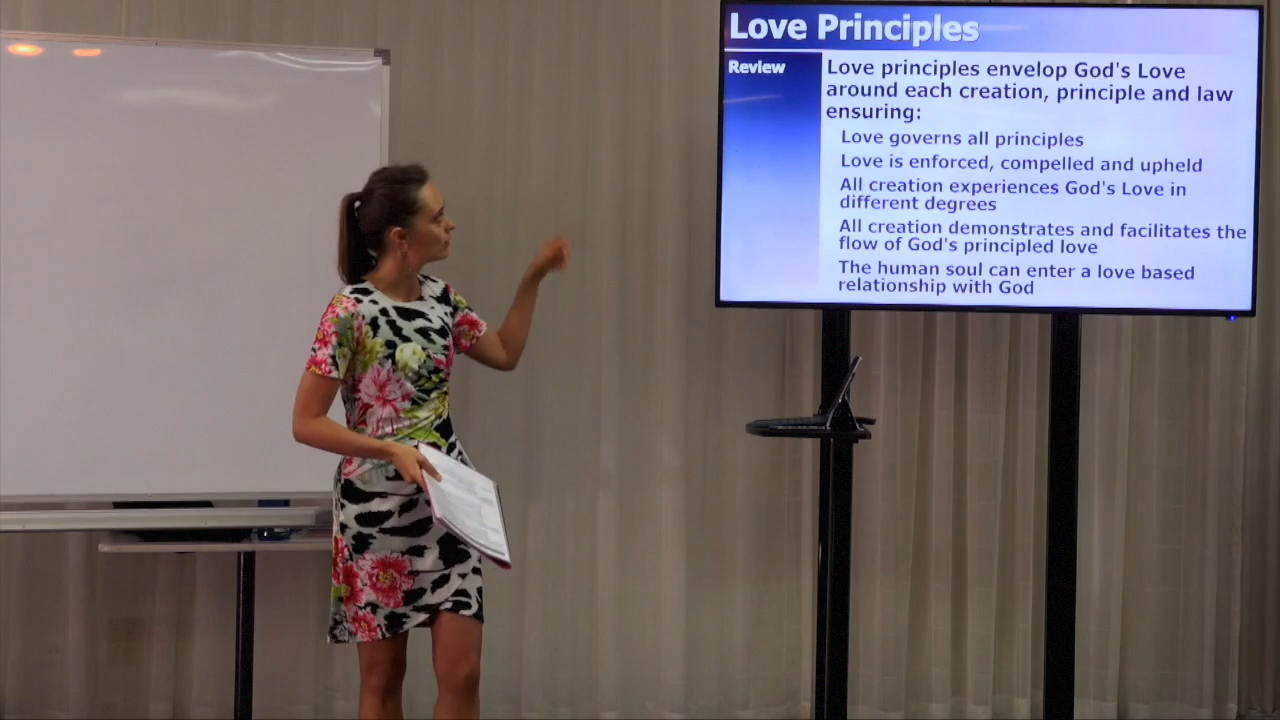 Love Principles
Review
Love principles envelop God's Love
around each creation, principle and law
ensuring:
Love governs all principles
Love is enforced, compelled and upheld
All creation experiences God's Love in
different degrees
All creation demonstrates and facilitates the
flow of God's principled love
The human soul can enter a love based
relationship with God